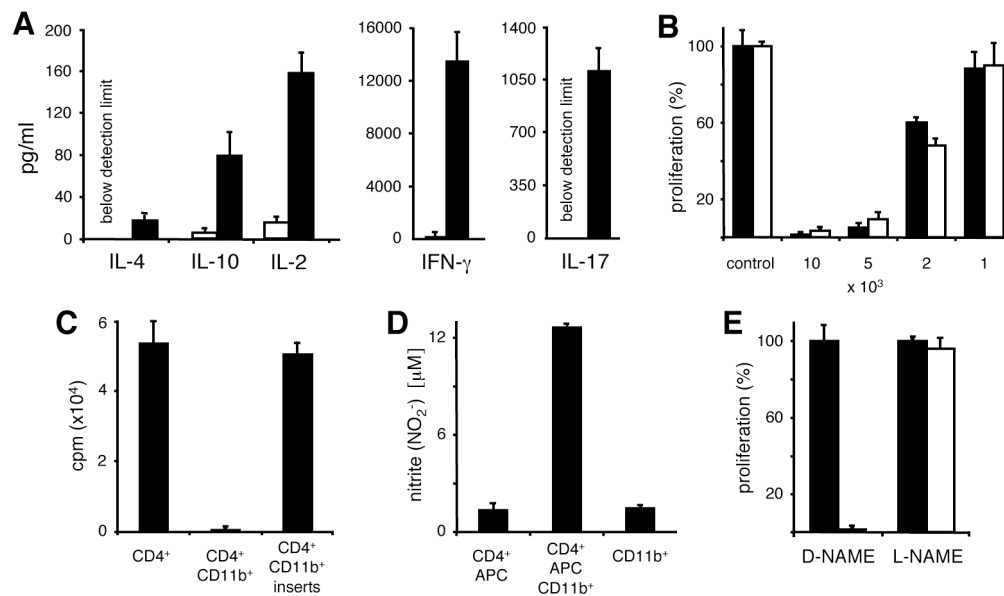 A
pg/ml
200
160
120
80
40
0
below detection limit
IL-4
IL-10
IL-2
16000
12000
8000
4000
0
IFN-γ
1400
1050
700
350
0
below detection limit
IL-17
B
proliferation (%)
100
60
20
control
10
5
2
1
x 10³
C
cpm (x10⁴)
6
4
2
0
CD4⁺
CD4⁺
CD11b⁺
CD4⁺
CD11b⁺
inserts
D
nitrite (NO₂⁻) [µM]
12
6
0
CD4⁺
APC
CD4⁺
APC
CD11b⁺
CD11b⁺
E
proliferation (%)
100
60
20
D-NAME
L-NAME